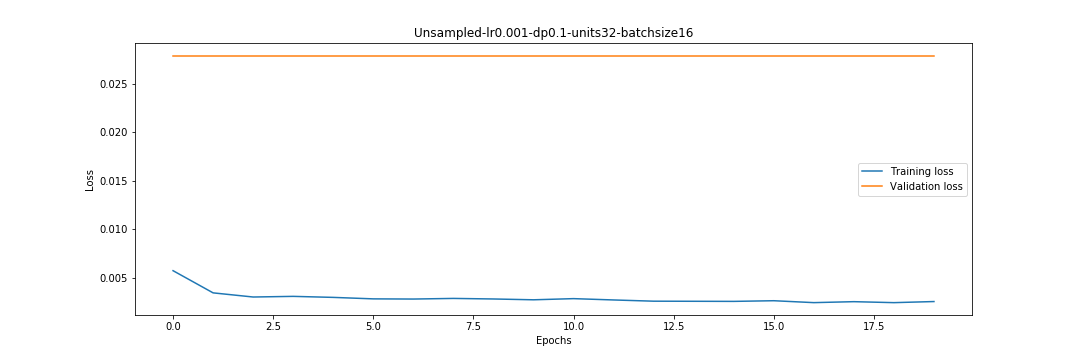 Unsampled-lr0.001-dp0.1-units32-batchsize16
0.025
0.020
0.015
0.010
0.005
Loss
Training loss
Validation loss
0.0 2.5 5.0 7.5 10.0 12.5 15.0 17.5
Epochs